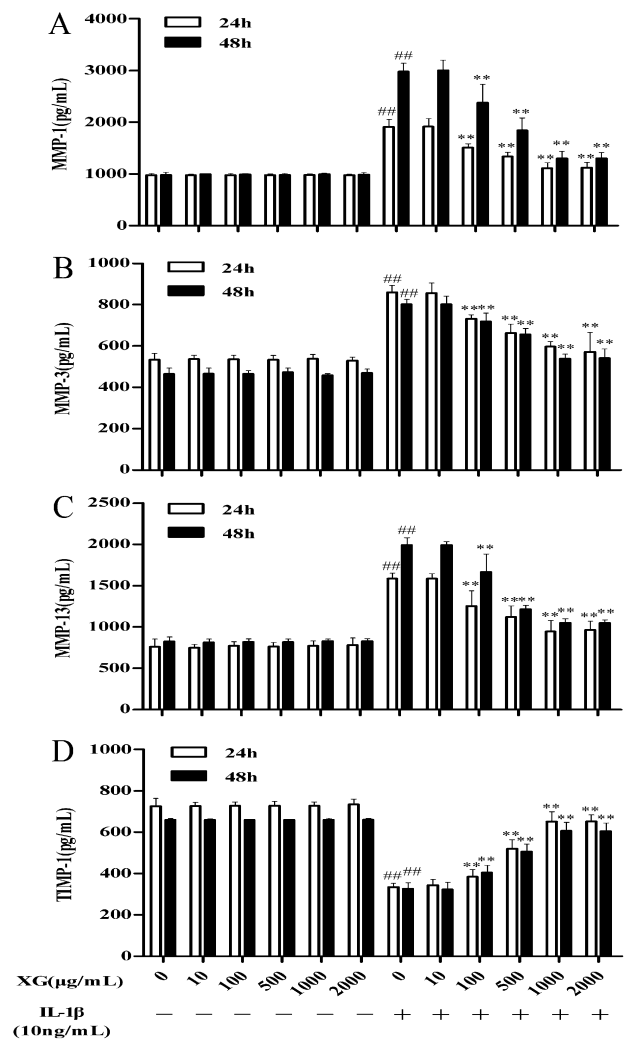 A
24h
48h
MMP-1(pg/mL)
4000
3000
2000
1000
0
## ## ** ** ** ** ** ** ** **
B
24h
48h
MMP-3(pg/mL)
1000
800
600
400
200
0
## ## ** ** ** ** ** ** ** **
C
24h
48h
MMP-13(pg/mL)
2500
2000
1500
1000
500
0
## ## ** ** ** ** ** ** ** **
D
24h
48h
TIMP-1(pg/mL)
1000
800
600
400
200
0
## ## ** ** ** ** ** ** ** **
XG(μg/mL) 0 10 100 500 1000 2000 0 10 100 500 1000 2000
IL-1β — — — — — — + + + + + +
(10ng/mL)